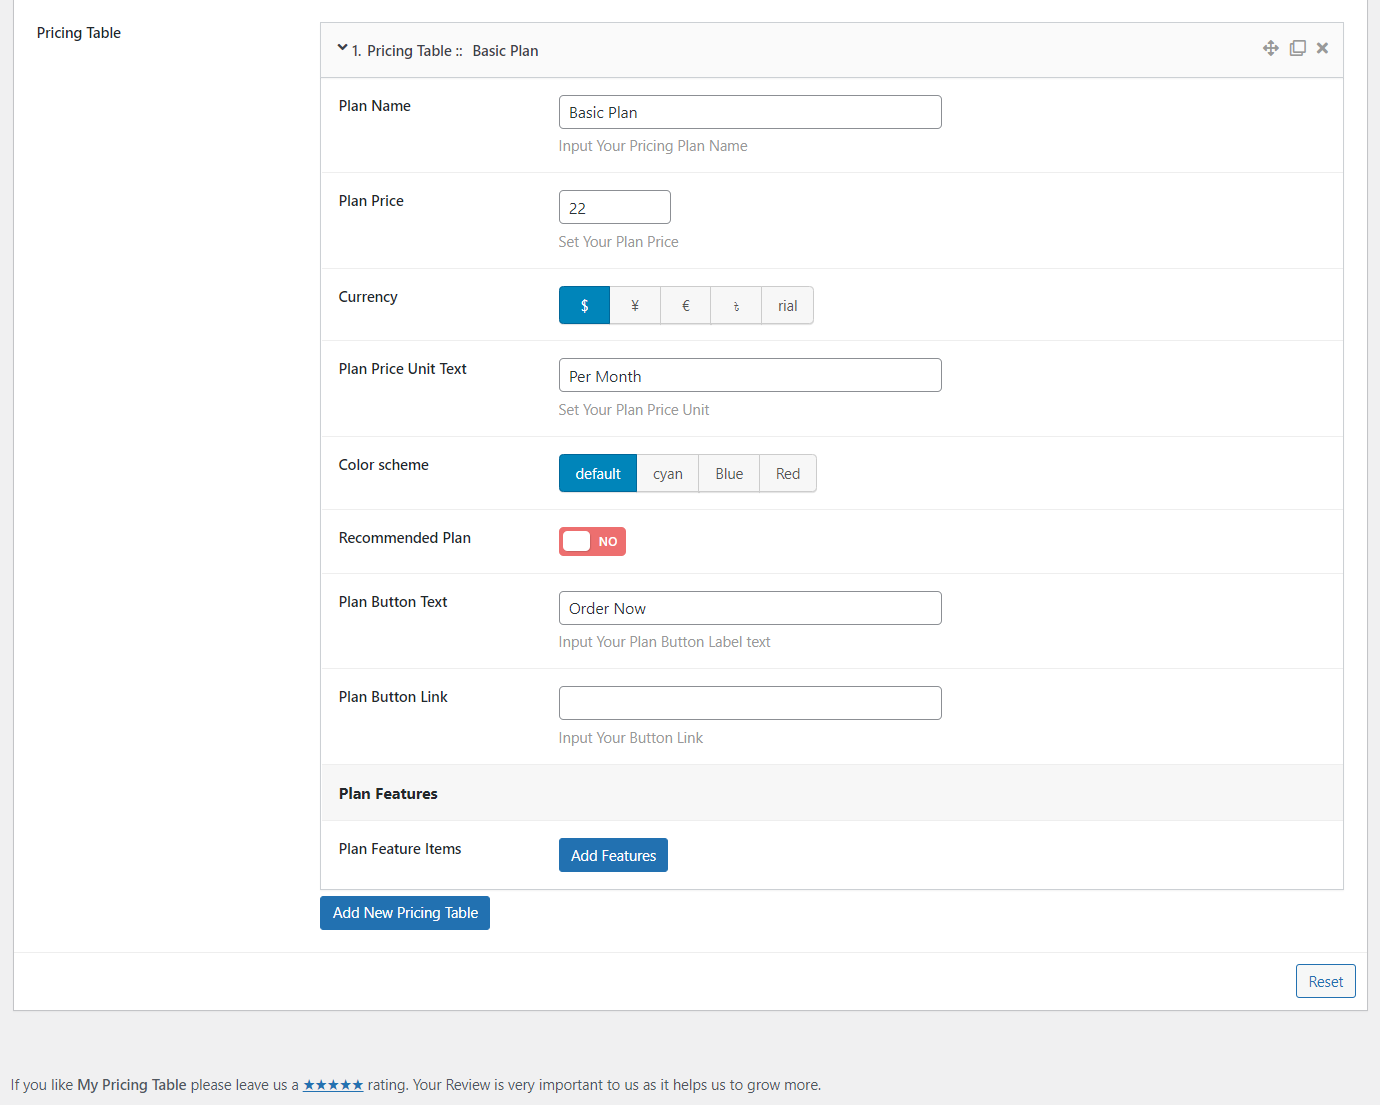 Pricing Table
1. Pricing Table :: Basic Plan
Plan Name
Basic Plan
Input Your Pricing Plan Name
Plan Price
22
Set Your Plan Price
Currency
$ ¥ € ৳ rial
Plan Price Unit Text
Per Month
Set Your Plan Price Unit
Color scheme
default cyan Blue Red
Recommended Plan
NO
Plan Button Text
Order Now
Input Your Plan Button Label text
Plan Button Link
Input Your Button Link
Plan Features
Plan Feature Items
Add Features
Add New Pricing Table
Reset
If you like My Pricing Table please leave us a ★★★★★ rating. Your Review is very important to us as it helps us to grow more.